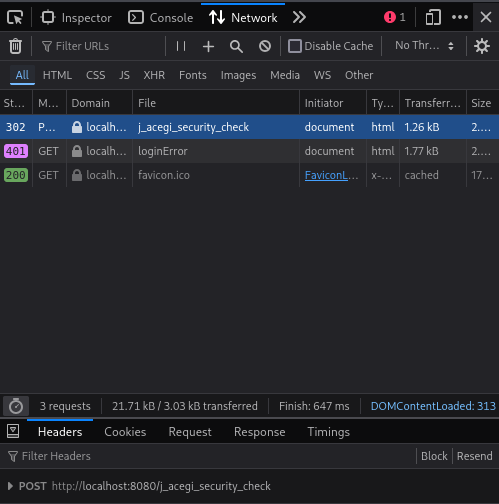 Inspector Console Network 1
Filter URLs Disable Cache No Thr...
All HTML CSS JS XHR Fonts Images Media WS Other
St... M... Domain File Initiator Ty... Transferr... Size
302 P... localh... j_acegi_security_check document html 1.26 kB 2....
401 GET localh... loginError document html 1.77 kB 2....
200 GET localh... favicon.ico FaviconL... x-... cached 17...
3 requests 21.71 kB / 3.03 kB transferred Finish: 647 ms DOMContentLoaded: 313
Headers Cookies Request Response Timings
Filter Headers Block Resend
POST http://localhost:8080/j_acegi_security_check